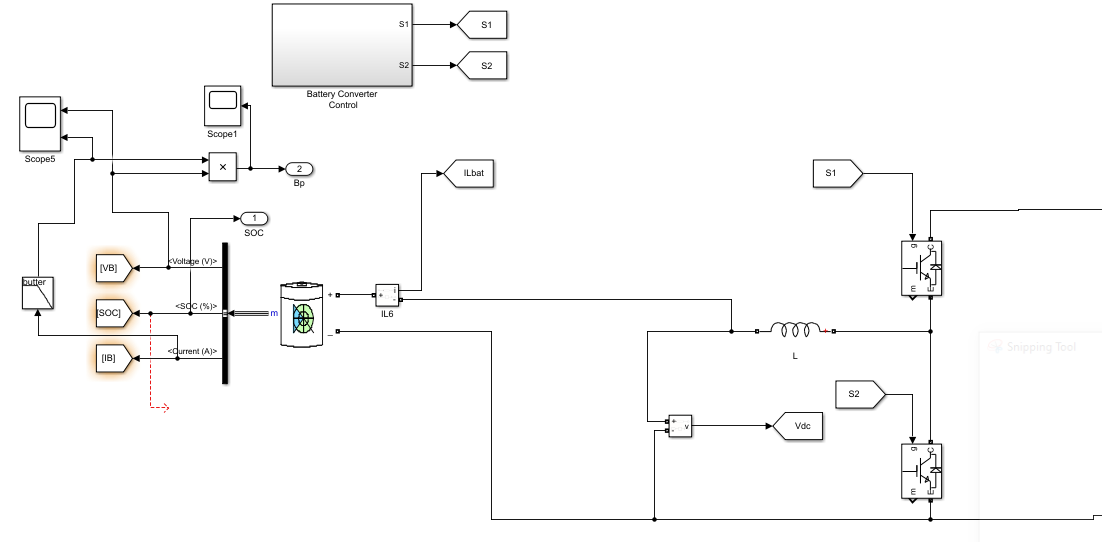 S1
S1
S2
S2
Battery Converter
Control
Scope5
Scope1
×
2
Bp
ILbat
S1
1
SOC
g
C
m
E
<Voltage (V)>
[VB]
butter
<SOC (%)>
[SOC]
m
+
+
i
-
IL6
_
+
L
<Current (A)>
[IB]
Snipping Tool
S2
+
-
v
Vdc
g
C
m
E